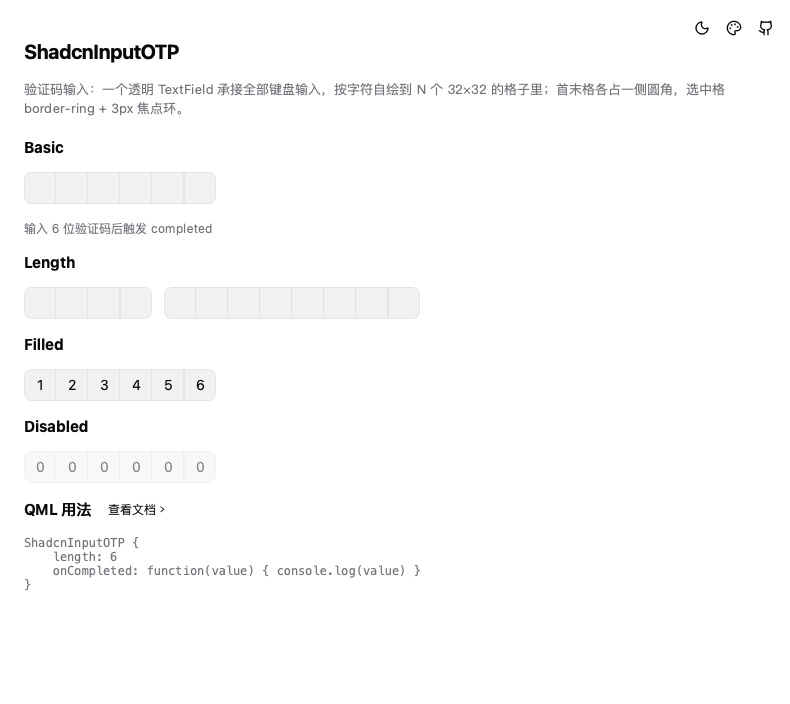 ShadcnInputOTP
验证码输入：一个透明 TextField 承接全部键盘输入，按字符自绘到 N 个 32×32 的格子里；首末格各占一侧圆角，选中格
border-ring + 3px 焦点环。
Basic
输入 6 位验证码后触发 completed
Length
Filled
1 2 3 4 5 6
Disabled
0 0 0 0 0 0
QML 用法 查看文档 ›
ShadcnInputOTP {
    length: 6
    onCompleted: function(value) { console.log(value) }
}